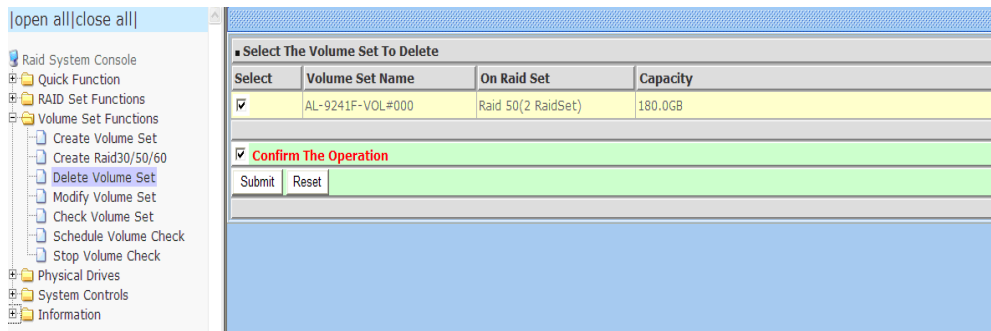 |open all|close all|
Raid System Console
Quick Function
RAID Set Functions
Volume Set Functions
Create Volume Set
Create Raid30/50/60
Delete Volume Set
Modify Volume Set
Check Volume Set
Schedule Volume Check
Stop Volume Check
Physical Drives
System Controls
Information
Select The Volume Set To Delete
Select Volume Set Name On Raid Set Capacity
AL-9241F-VOL#000 Raid 50(2 RaidSet) 180.0GB
Confirm The Operation
Submit Reset